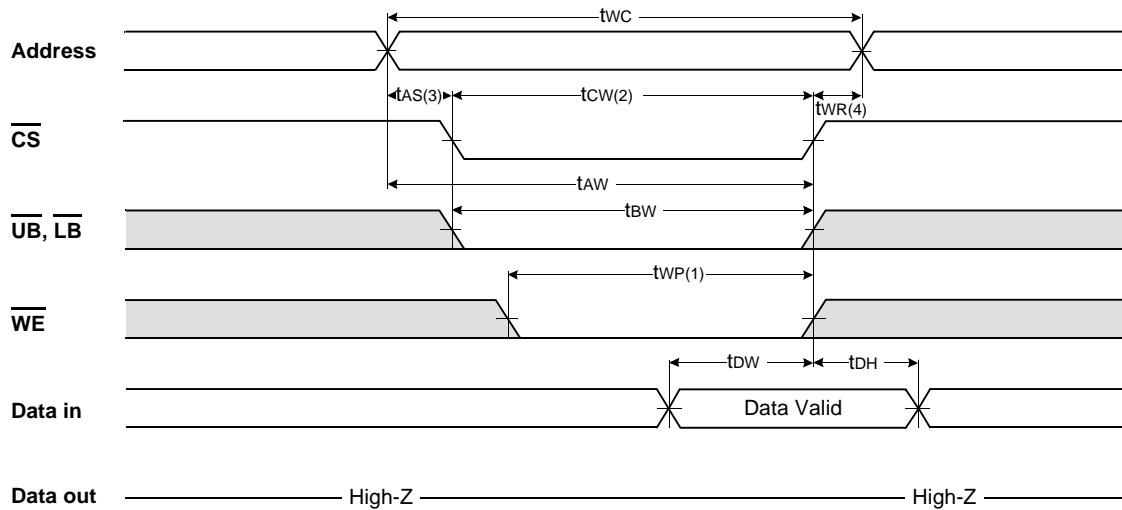 tWC
Address
tAS(3) tCW(2) tWR(4)
CS
tAW
UB, LB
tBW
tWP(1)
WE
tDW tDH
Data in Data Valid
Data out High-Z High-Z